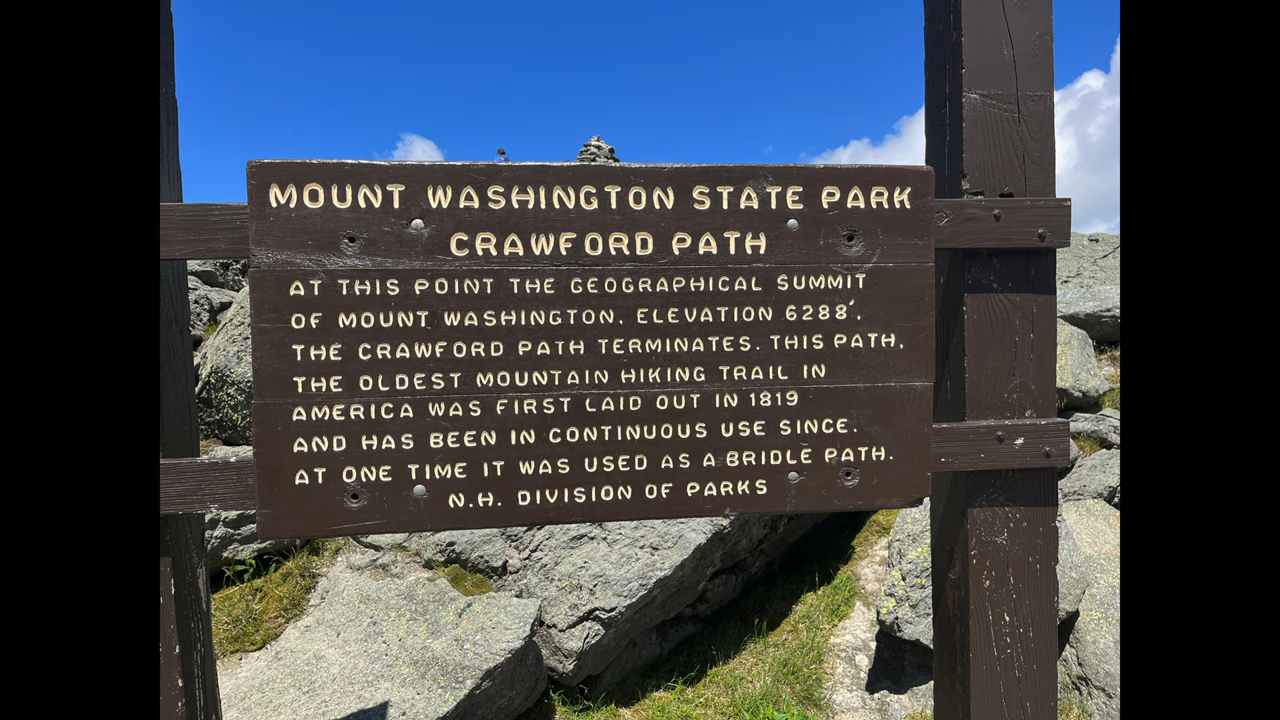 MOUNT WASHINGTON STATE PARK
CRAWFORD PATH
AT THIS POINT THE GEOGRAPHICAL SUMMIT
OF MOUNT WASHINGTON, ELEVATION 6288',
THE CRAWFORD PATH TERMINATES. THIS PATH,
THE OLDEST MOUNTAIN HIKING TRAIL IN
AMERICA WAS FIRST LAID OUT IN 1819
AND HAS BEEN IN CONTINUOUS USE SINCE.
AT ONE TIME IT WAS USED AS A BRIDLE PATH.
N.H. DIVISION OF PARKS